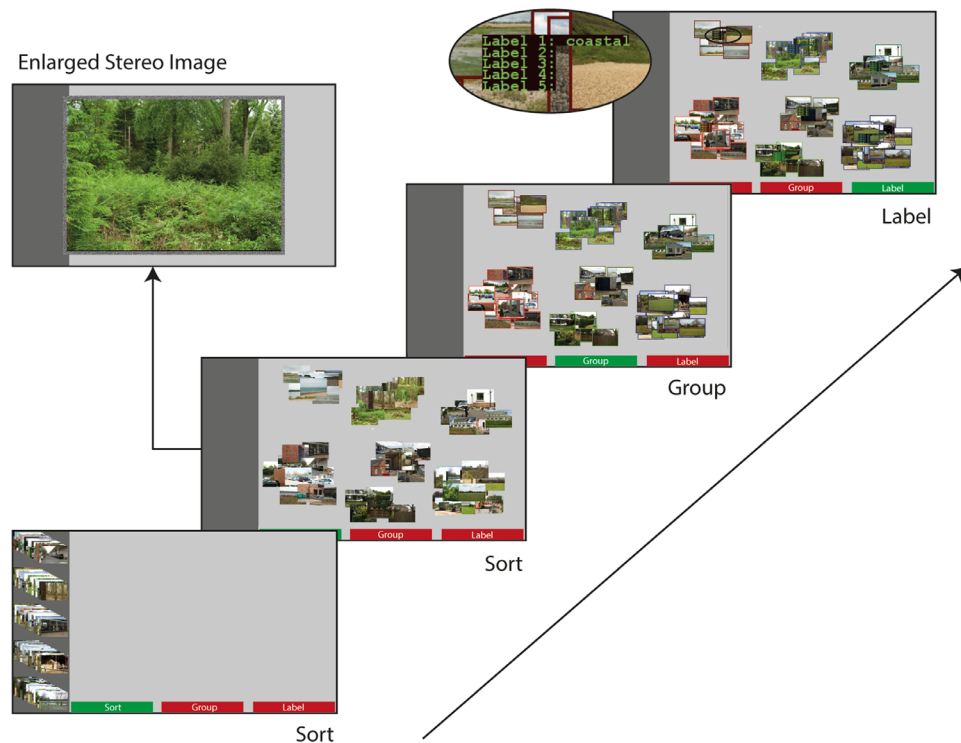 Enlarged Stereo Image
Label 1: coastal
Label 2:
Label 3:
Label 4:
Label 5:
Group
Label
Label
Group
Label
Group
Group
Label
Sort
Sort
Group
Label
Sort